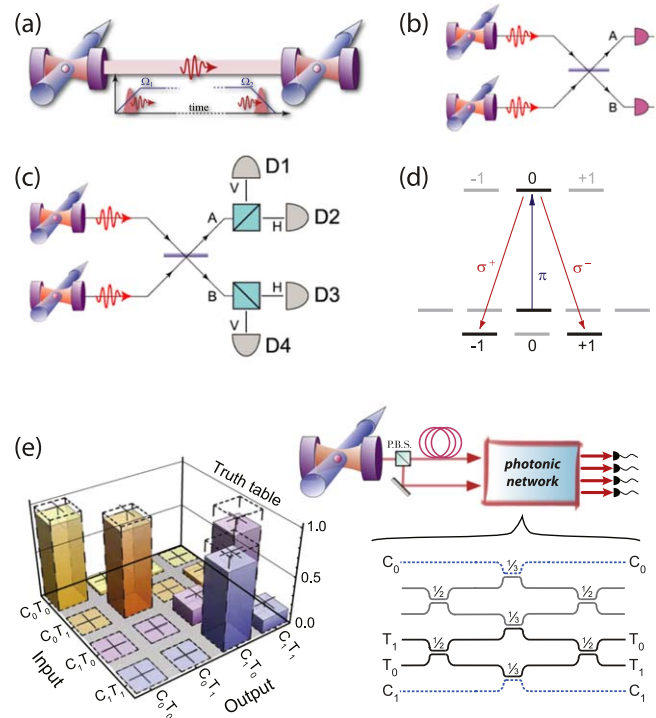 (a)
Ω₁
Ω₂
time
(b)
A
B
(c)
D1
V
A
H
D2
B
H
D3
V
D4
(d)
-1
0
+1
σ⁺
π
σ⁻
-1
0
+1
(e)
Truth table
1.0
0.5
0.0
C₀T₀
C₀T₁
C₁T₀
C₁T₁
Input
C₀T₀
C₀T₁
C₁T₀
C₁T₁
Output
P.B.S.
photonic
network
C₀
⅓
C₀
½
½
⅓
T₁
½
½
T₀
T₀
⅓
T₁
C₁
C₁